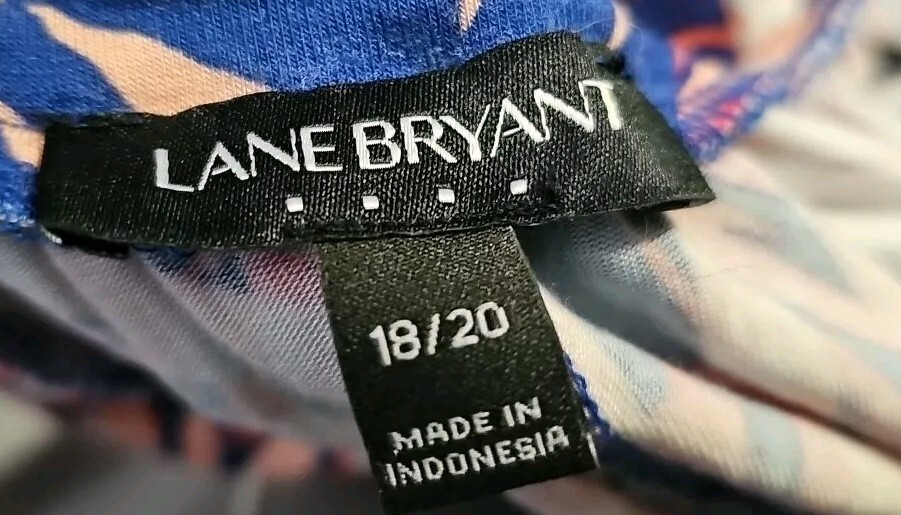 LANE BRYANT
18/20
MADE IN
INDONESIA